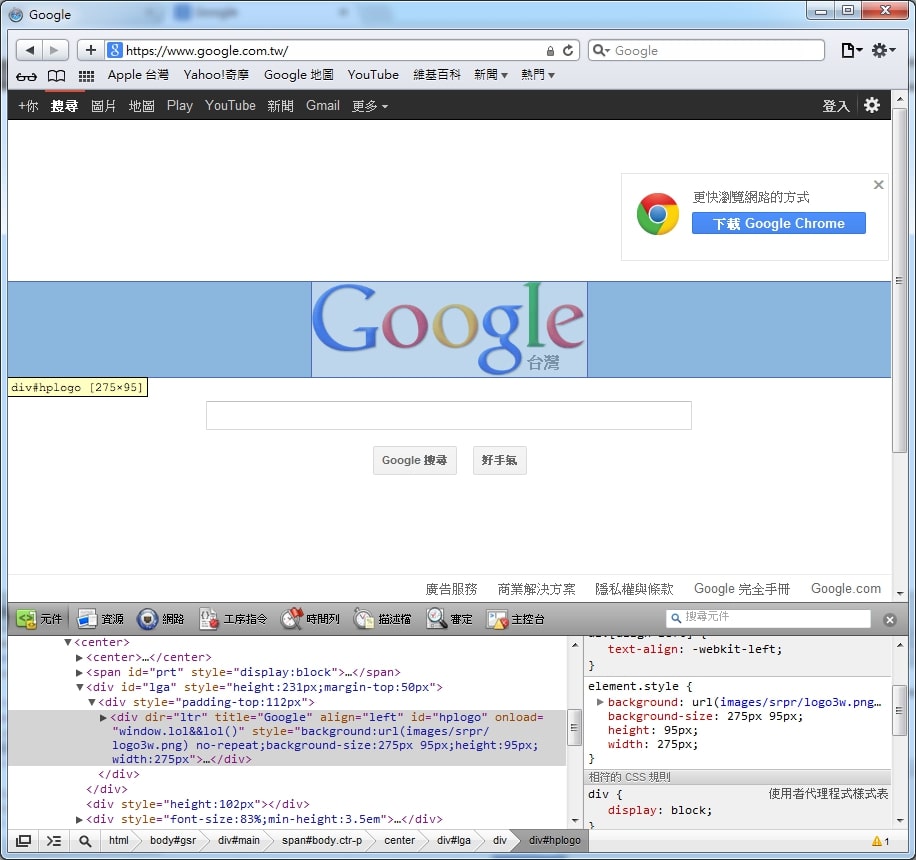 Google
https://www.google.com.tw/
Google
Apple 台灣 Yahoo!奇摩 Google 地圖 YouTube 維基百科 新聞 熱門
+你 搜尋 圖片 地圖 Play YouTube 新聞 Gmail 更多 登入
更快瀏覽網路的方式
下載 Google Chrome
Google
台灣
div#hplogo [275×95]
Google 搜尋 好手氣
廣告服務 商業解決方案 隱私權與條款 Google 完全手冊 Google.com
元件 資源 網路 工序指令 時間列 描述檔 審定 主控台 搜尋元件
▼<center>
▶<center>…</center>
▶<span id="prt" style="display:block">…</span>
▼<div id="lga" style="height:231px;margin-top:50px">
▼<div style="padding-top:112px">
▶<div dir="ltr" title="Google" align="left" id="hplogo" onload=
"window.lol&&lol()" style="background:url(images/srpr/
logo3w.png) no-repeat;background-size:275px 95px;height:95px;
width:275px">…</div>
</div>
</div>
<div style="height:102px"></div>
▶<div style="font-size:83%;min-height:3.5em">…</div>
text-align: -webkit-left;
}
element.style {
▶background: url(images/srpr/logo3w.png…
background-size: 275px 95px;
height: 95px;
width: 275px;
}
相符的 CSS 規則
div { 使用者代理程式樣式表
display: block;
}
html body#gsr div#main span#body.ctr-p center div#lga div div#hplogo 1